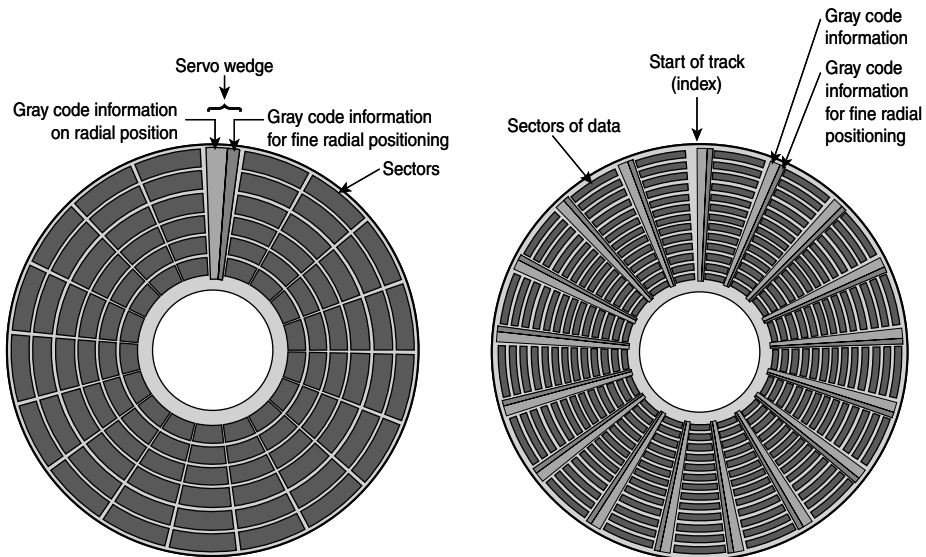 Servo wedge
Gray code information
on radial position
Gray code information
for fine radial positioning
Sectors
Gray code
information
Start of track
(index)
Gray code
information
for fine radial
positioning
Sectors of data